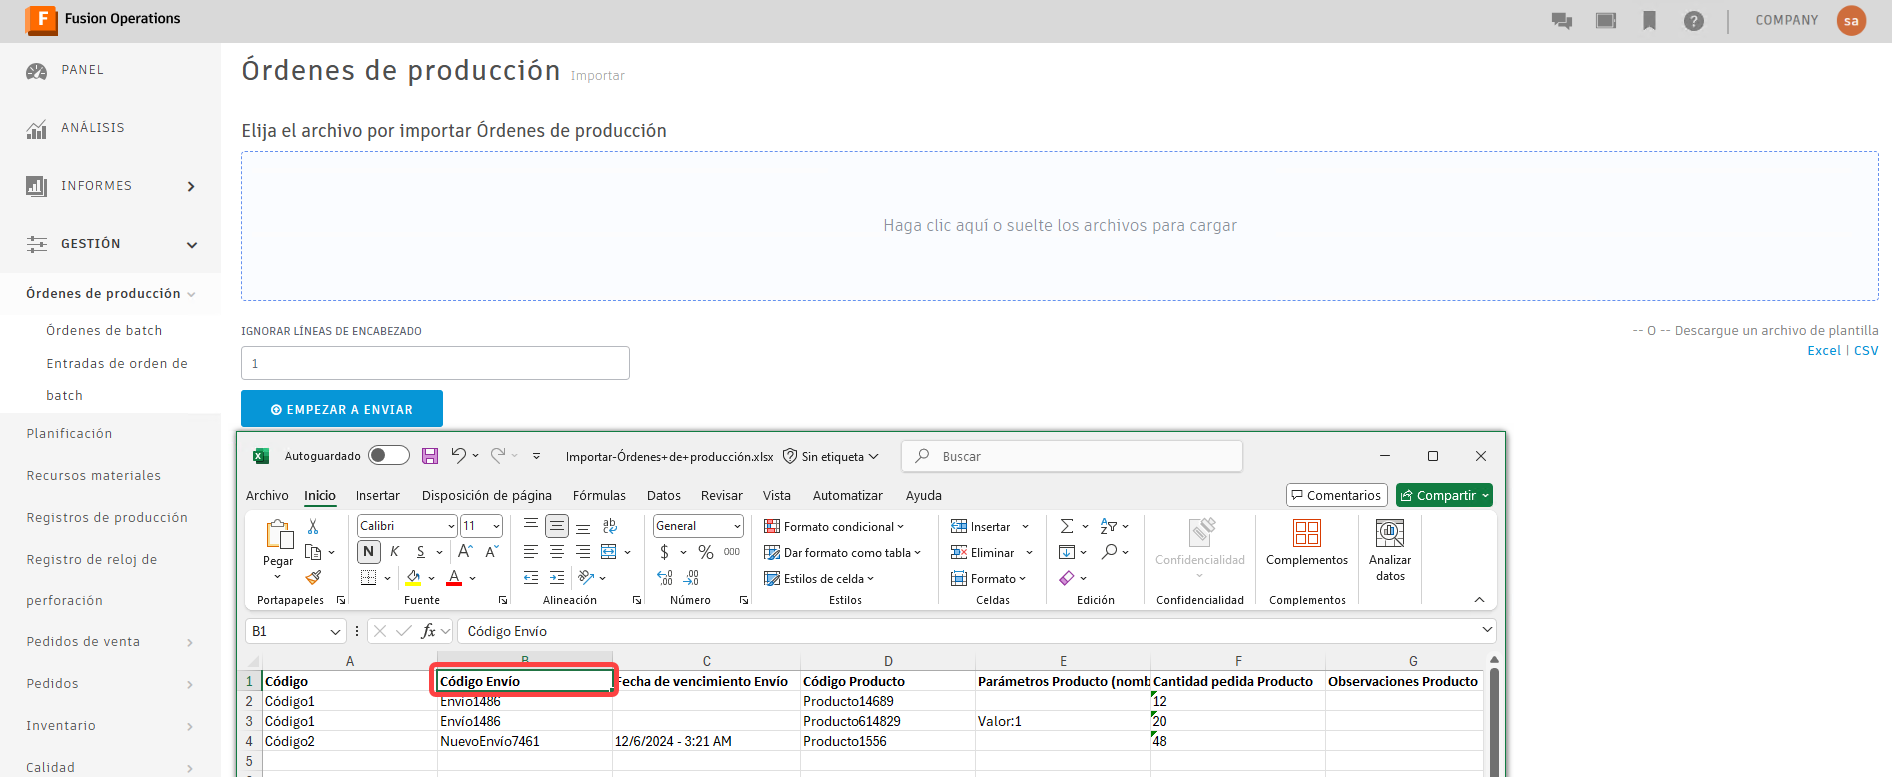 F Fusion Operations
COMPANY
sa
PANEL
ANÁLISIS
INFORMES
GESTIÓN
Órdenes de producción
Órdenes de batch
Entradas de orden de
batch
Planificación
Recursos materiales
Registros de producción
Registro de reloj de
perforación
Pedidos de venta
Pedidos
Inventario
Calidad
Órdenes de producción Importar
Elija el archivo por importar Órdenes de producción
Haga clic aquí o suelte los archivos para cargar
IGNORAR LÍNEAS DE ENCABEZADO
1
-- O -- Descargue un archivo de plantilla
Excel | CSV
EMPEZAR A ENVIAR
Autoguardado Importar-Órdenes+de+producción.xlsx Sin etiqueta Buscar
Archivo Inicio Insertar Disposición de página Fórmulas Datos Revisar Vista Automatizar Ayuda Comentarios Compartir
Pegar
Portapapeles
Calibri 11
N K S A A
A
Fuente
ab
Alineación
General
$ % 000
Número
Formato condicional
Dar formato como tabla
Estilos de celda
Estilos
Insertar
Eliminar
Formato
Celdas
Edición
Confidencialidad
Confidencialidad
Complementos
Complementos
Analizar
datos
B1 fx Código Envío
A B C D E F G
1 Código Código Envío Fecha de vencimiento Envío Código Producto Parámetros Producto (nomb Cantidad pedida Producto Observaciones Producto
2 Código1 Envío1486 Producto14689 12
3 Código1 Envío1486 Producto614829 Valor:1 20
4 Código2 NuevoEnvío7461 12/6/2024 - 3:21 AM Producto1556 48
5